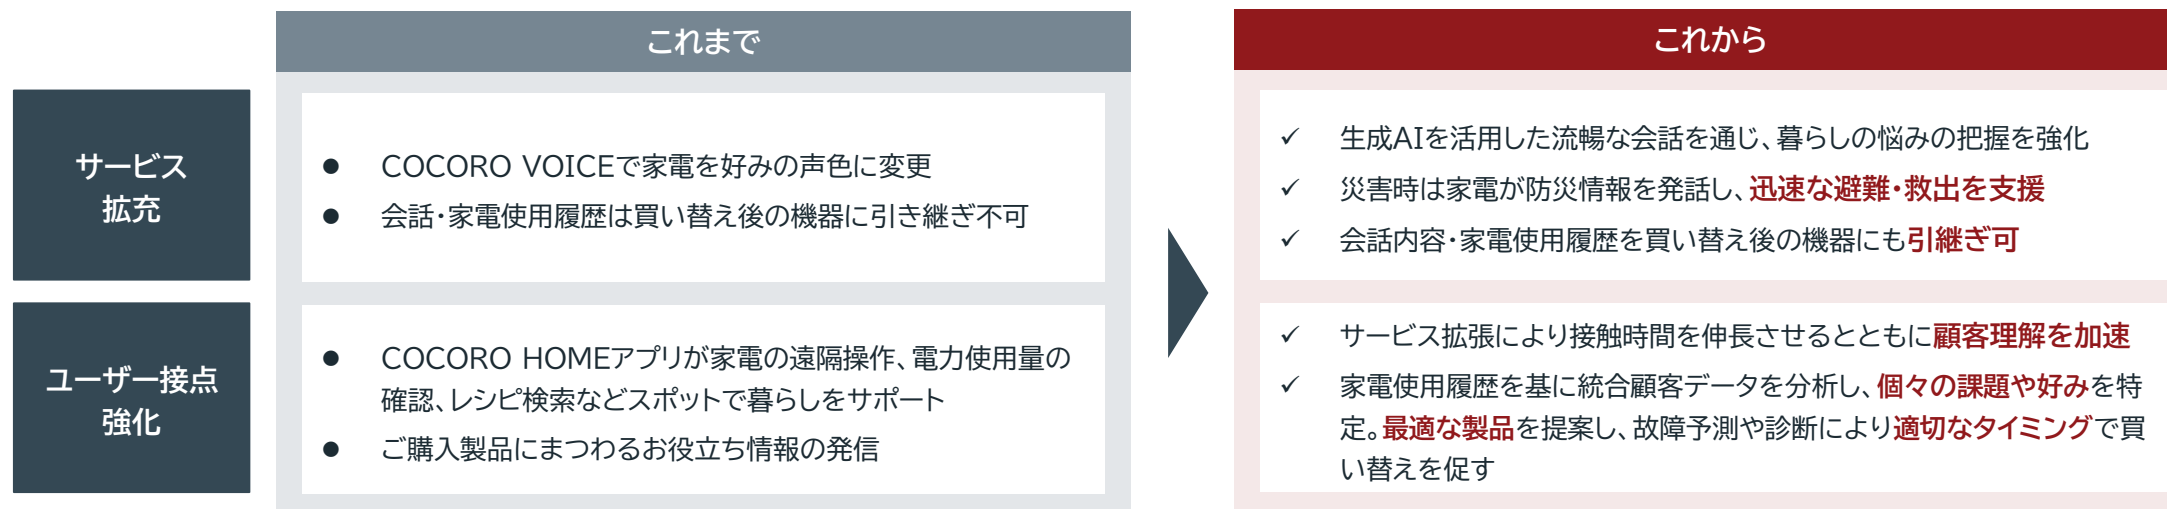 これまで
これから
サービス
拡充
● COCORO VOICEで家電を好みの声色に変更
● 会話・家電使用履歴は買い替え後の機器に引き継ぎ不可
✓ 生成AIを活用した流暢な会話を通じ、暮らしの悩みの把握を強化
✓ 災害時は家電が防災情報を発話し、迅速な避難・救出を支援
✓ 会話内容・家電使用履歴を買い替え後の機器にも引継ぎ可
ユーザー接点
強化
● COCORO HOMEアプリが家電の遠隔操作、電力使用量の
確認、レシピ検索などスポットで暮らしをサポート
● ご購入製品にまつわるお役立ち情報の発信
✓ サービス拡張により接触時間を伸長させるとともに顧客理解を加速
✓ 家電使用履歴を基に統合顧客データを分析し、個々の課題や好みを特
定。最適な製品を提案し、故障予測や診断により適切なタイミングで買
い替えを促す